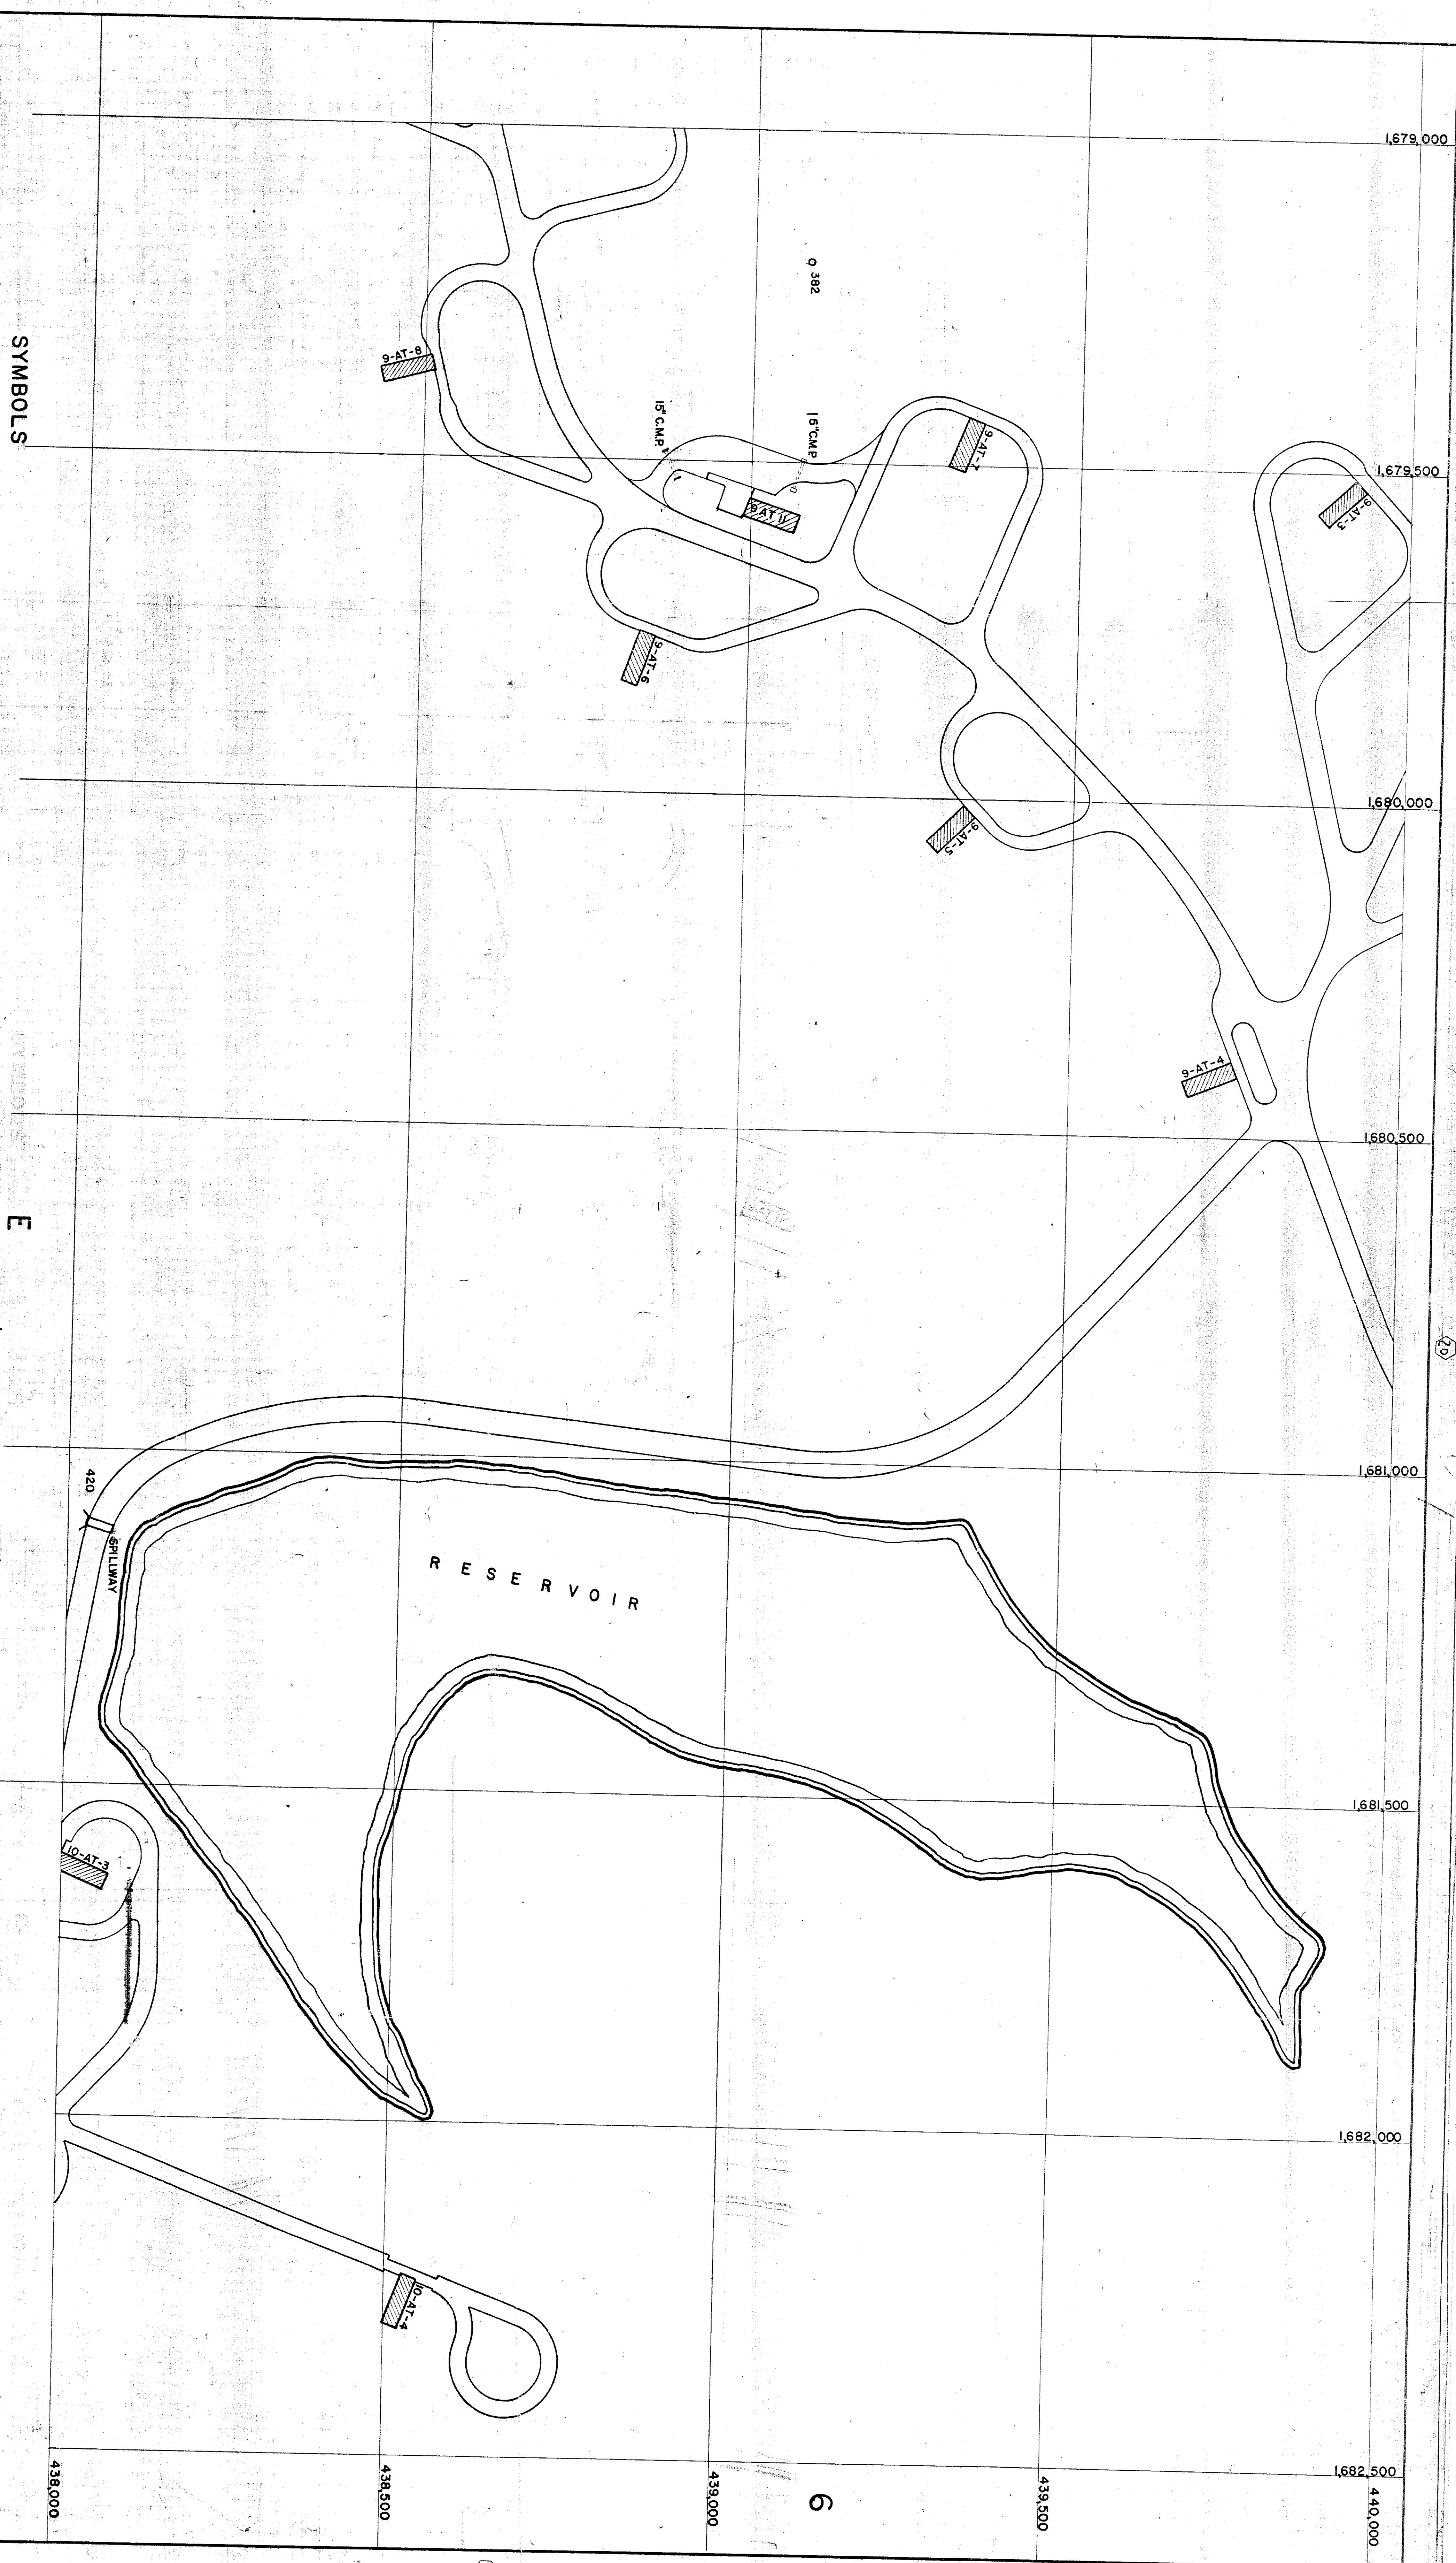 1,679,000
Q 382
SYMBOLS
9-AT-8
15" C.M.P.
15" C.M.P.
9-AT-7
9 AT 11
1,679,500
9-AT-3
9-AT-6
1,680,000
9-AT-5
9-AT-4
1,680,500
E
2D
1,681,000
420
SPILLWAY
RESERVOIR
1,681,500
10-AT-3
1,682,000
10-AT-4
1,682,500
438,000
438,500
439,000
6
439,500
440,000